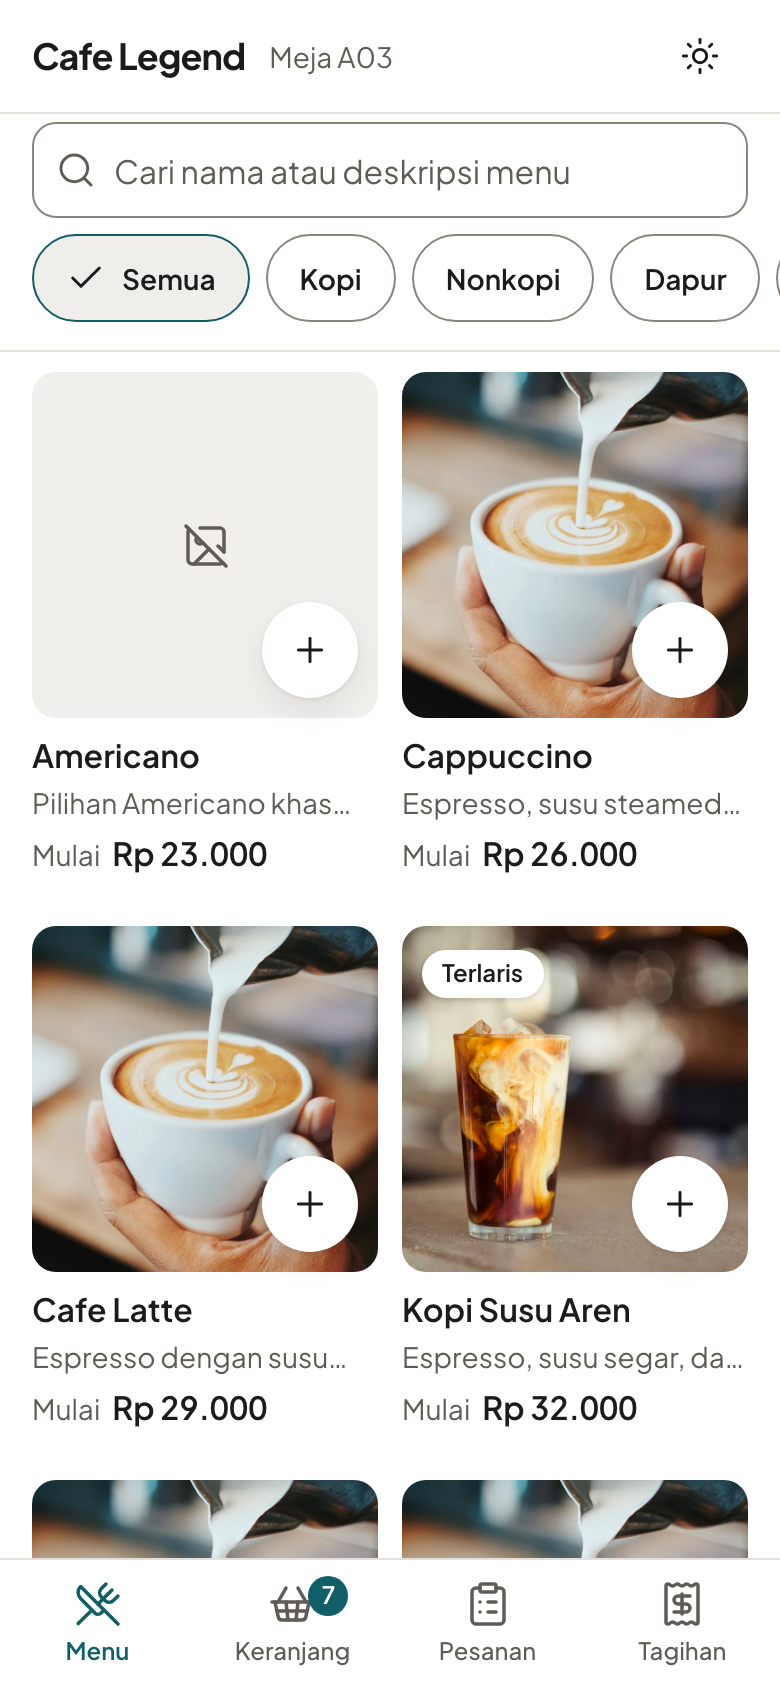 Cafe Legend Meja A03
Cari nama atau deskripsi menu
Semua Kopi Nonkopi Dapur
Americano
Pilihan Americano khas...
Mulai Rp 23.000
Cappuccino
Espresso, susu steamed...
Mulai Rp 26.000
Cafe Latte
Espresso dengan susu...
Mulai Rp 29.000
Terlaris
Kopi Susu Aren
Espresso, susu segar, da...
Mulai Rp 32.000
7
Menu Keranjang Pesanan Tagihan